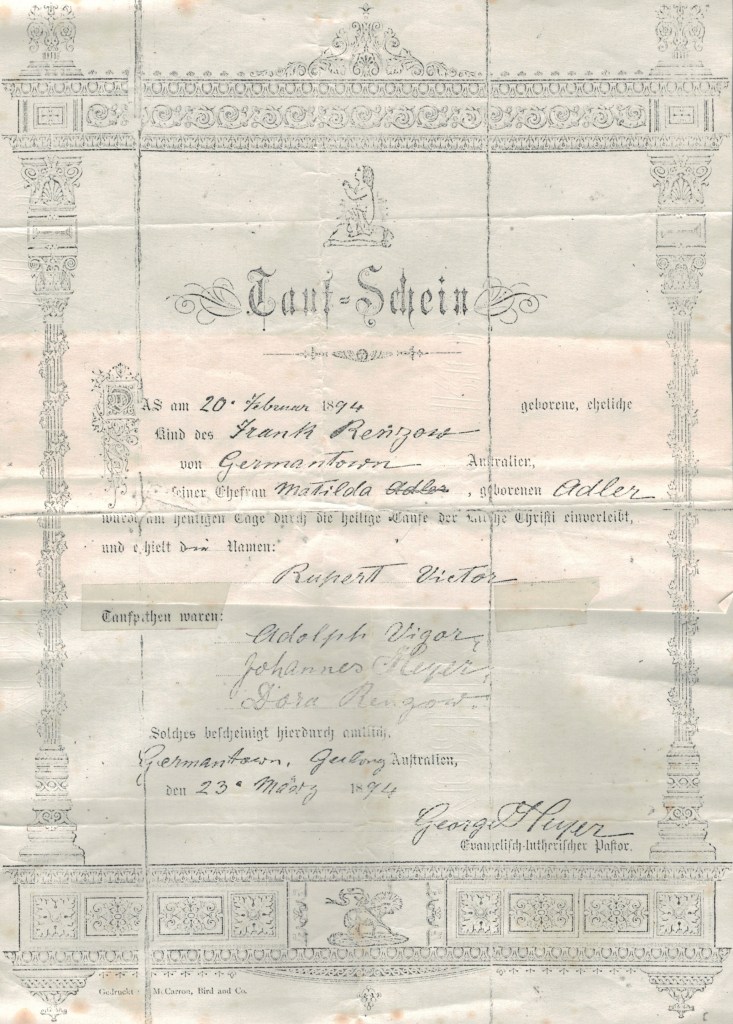 Tauf-Schein
DAS am 20. Februar 1894 geborene, eheliche
Kind des Frank Renzow
von Germantown Australien,
seiner Ehefrau Matilda Adler, geborenen Adler
wurde am heutigen Tage durch die heilige Taufe der Kirche Christi einverleibt,
und erhielt die Namen:
Rupert Victor
Taufpathen waren:
Adolph Vigor,
Johannes Heyer,
Dora Renzow.
Solches bescheinigt hierdurch amtlich,
Germantown, Geelong Australien,
den 23. März 1894
George Heyer
Evangelisch-lutherischer Pastor.
Gedruckt McCarron, Bird and Co.